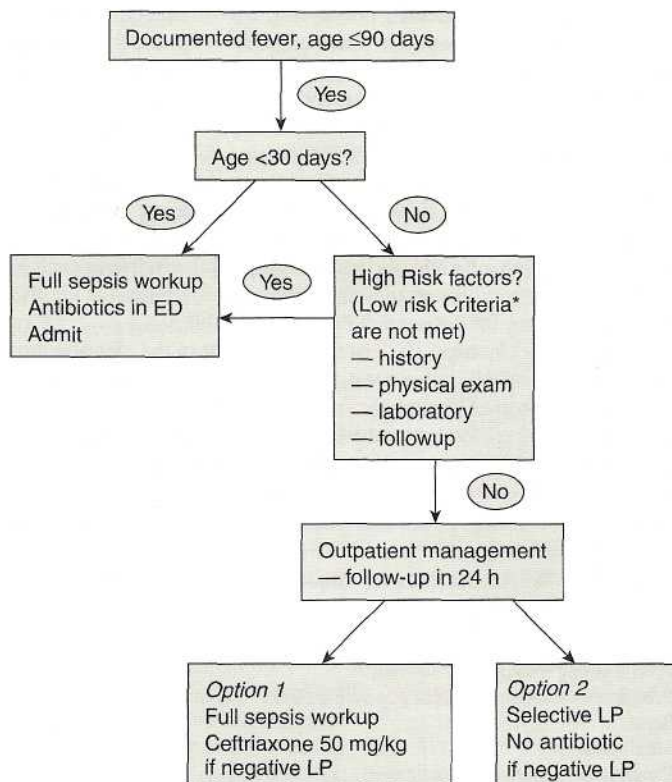 Documented fever, age ≤90 days
Yes
Age <30 days?
Yes
No
Full sepsis workup
Antibiotics in ED
Admit
Yes
High Risk factors?
(Low risk Criteria*
are not met)
— history
— physical exam
— laboratory
— followup
No
Outpatient management
— follow-up in 24 h
Option 1
Full sepsis workup
Ceftriaxone 50 mg/kg
if negative LP
Option 2
Selective LP
No antibiotic
if negative LP